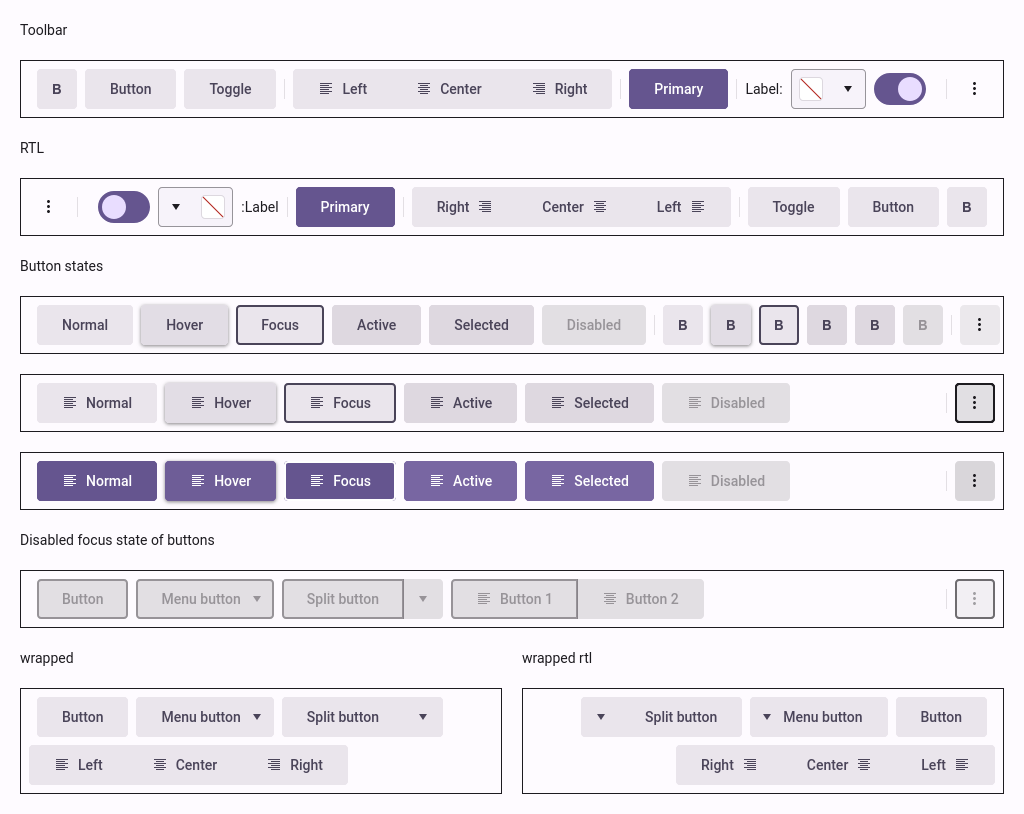 Toolbar
B Button Toggle Left Center Right Primary Label:
RTL
:Label Primary Right Center Left Toggle Button B
Button states
Normal Hover Focus Active Selected Disabled B B B B B B
Normal Hover Focus Active Selected Disabled
Normal Hover Focus Active Selected Disabled
Disabled focus state of buttons
Button Menu button Split button Button 1 Button 2
wrapped
Button Menu button Split button
Left Center Right
wrapped rtl
Split button Menu button Button
Right Center Left